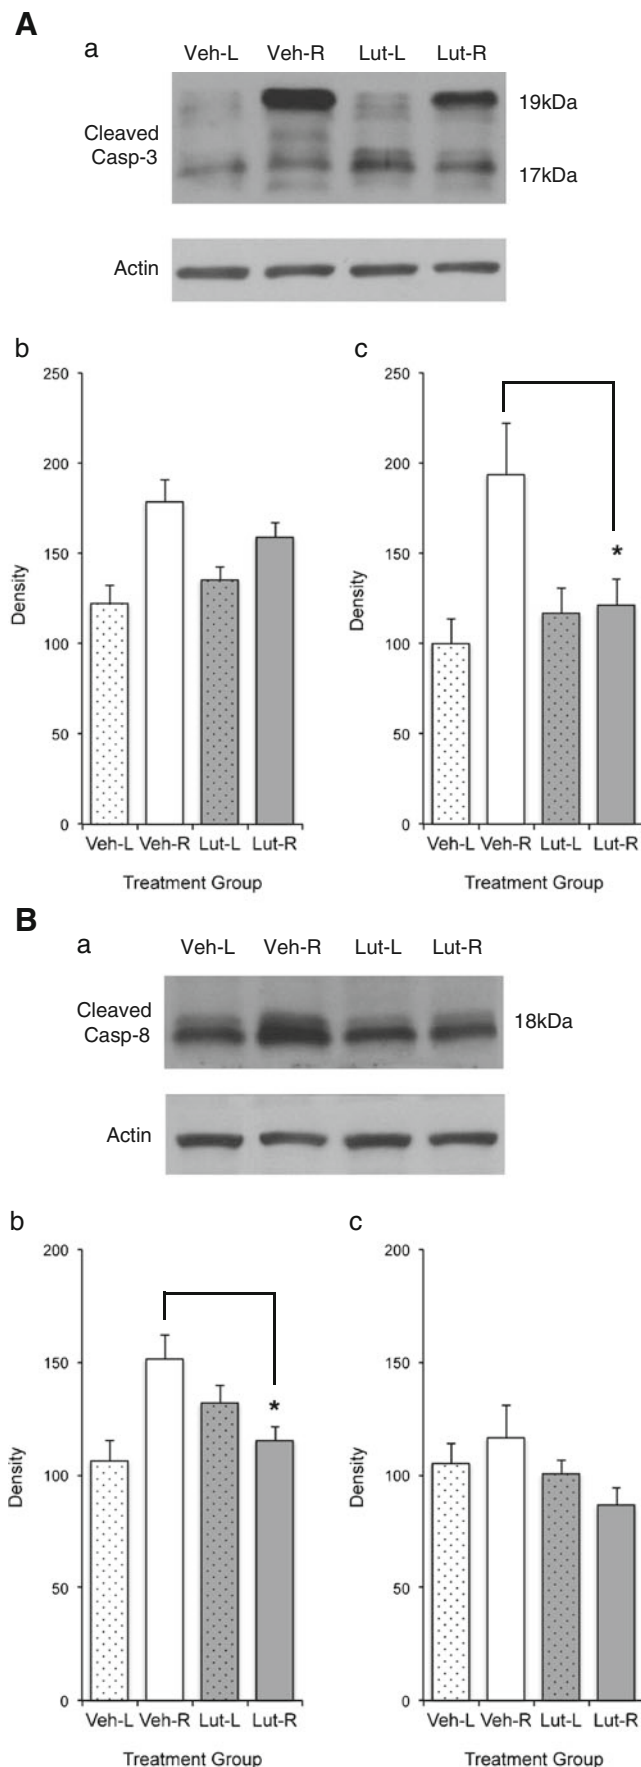 A
a
Veh-L Veh-R Lut-L Lut-R
Cleaved
Casp-3
19kDa
17kDa
Actin
b
250
200
150
100
50
0
Density
Veh-L Veh-R Lut-L Lut-R
Treatment Group
c
250
200
150
100
50
0
Density
*
Veh-L Veh-R Lut-L Lut-R
Treatment Group
B
a
Veh-L Veh-R Lut-L Lut-R
Cleaved
Casp-8
18kDa
Actin
b
200
150
100
50
0
Density
*
Veh-L Veh-R Lut-L Lut-R
Treatment Group
c
200
150
100
50
0
Density
Veh-L Veh-R Lut-L Lut-R
Treatment Group